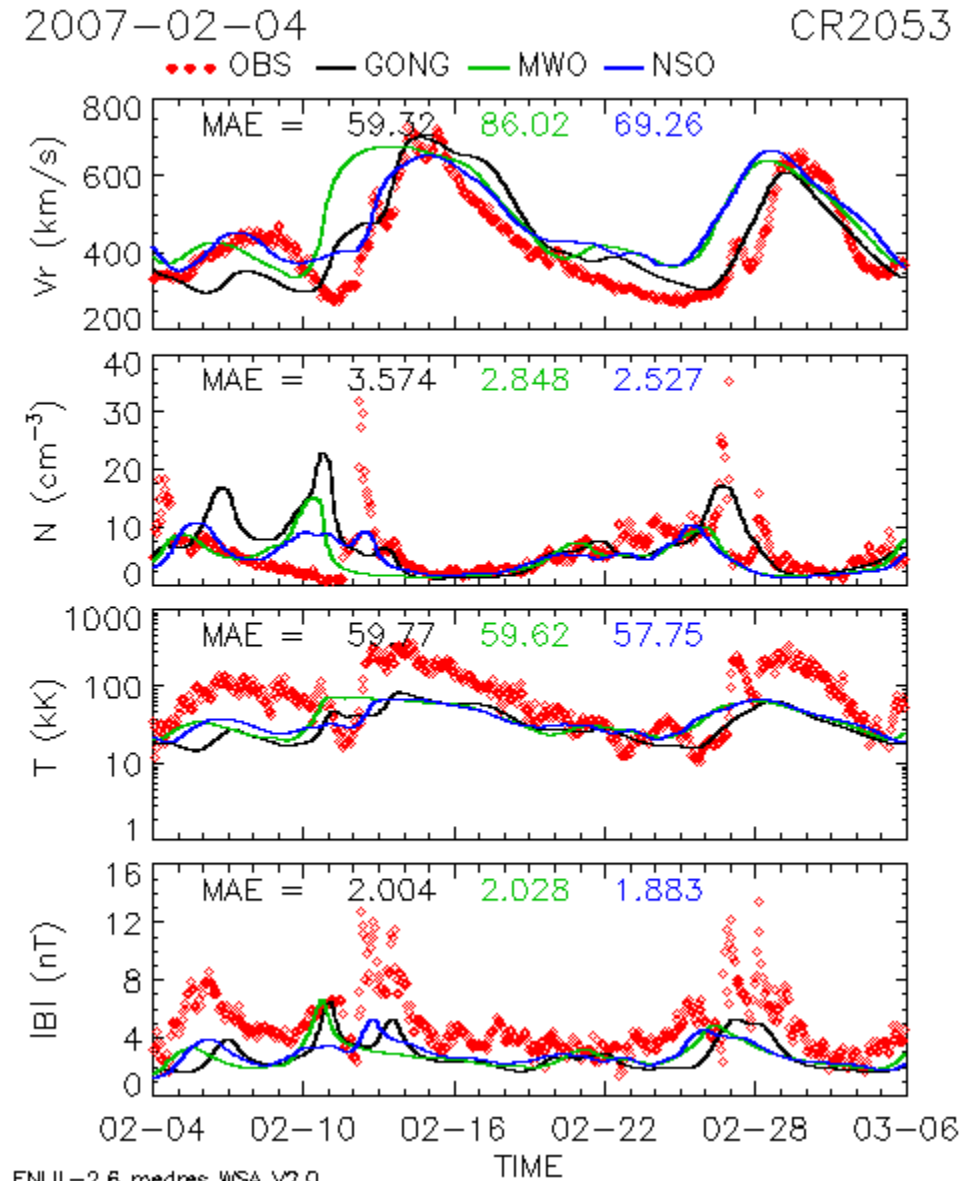 2007-02-04 CR2053
OBS GONG MWO NSO
800
MAE = 59.32 86.02 69.26
600
Vr (km/s)
400
200
40
MAE = 3.574 2.848 2.527
30
N (cm⁻³)
20
10
0
1000
MAE = 59.77 59.62 57.75
100
T (kK)
10
1
16
MAE = 2.004 2.028 1.883
12
|B| (nT)
8
4
0
02-04 02-10 02-16 02-22 02-28 03-06
TIME
ENLIL-2.6 medres WSA V2.0